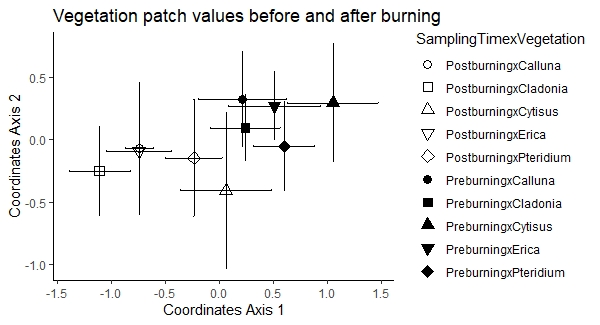 Vegetation patch values before and after burning
SamplingTimexVegetation
PostburningxCalluna
PostburningxCladonia
PostburningxCytisus
PostburningxErica
PostburningxPteridium
PreburningxCalluna
PreburningxCladonia
PreburningxCytisus
PreburningxErica
PreburningxPteridium
Coordinates Axis 2
0.5
0.0
-0.5
-1.0
-1.5 -1.0 -0.5 0.0 0.5 1.0 1.5
Coordinates Axis 1